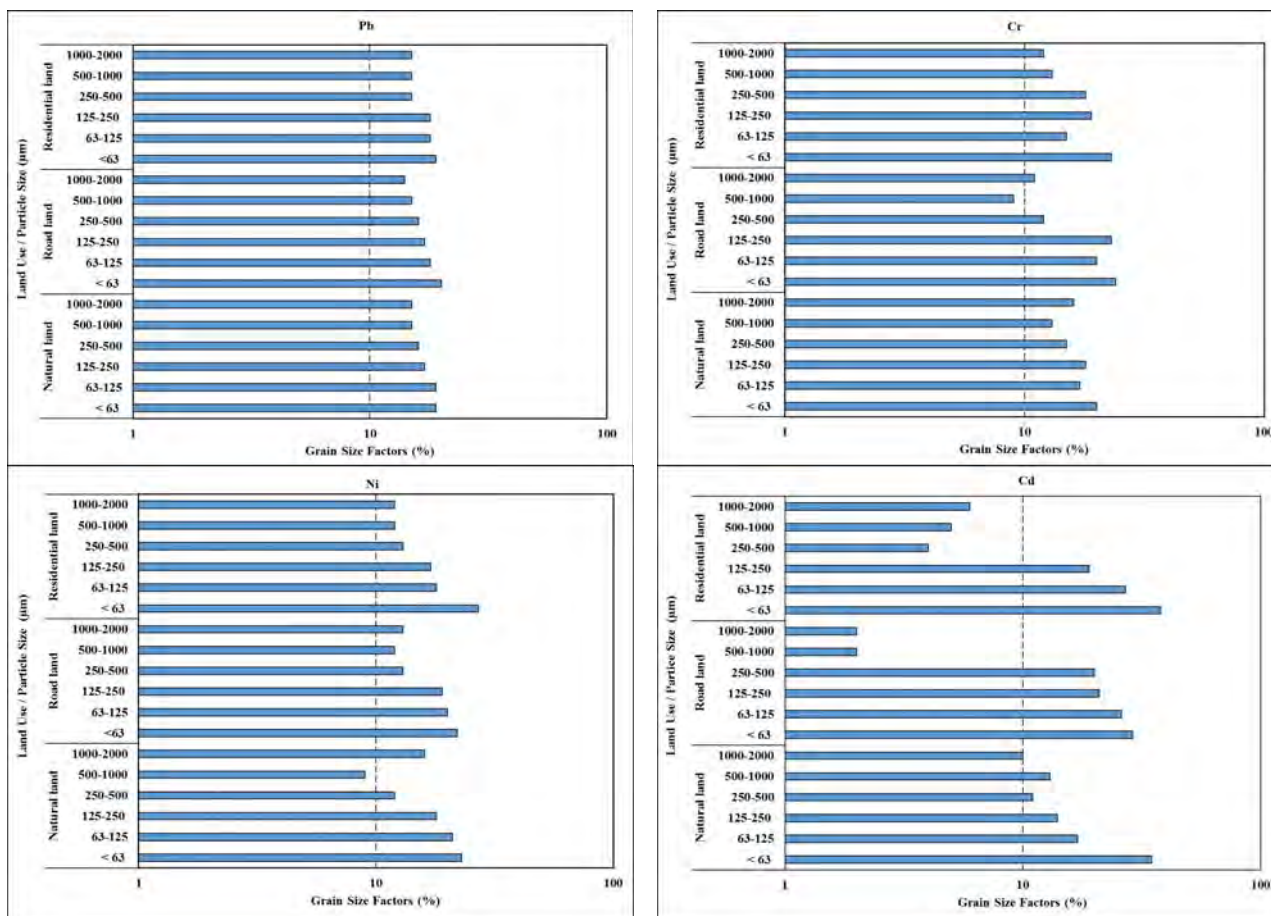 Pb
Land Use / Particle Size (µm)
Residential land
1000-2000
500-1000
250-500
125-250
63-125
<63
Road land
1000-2000
500-1000
250-500
125-250
63-125
< 63
Natural land
1000-2000
500-1000
250-500
125-250
63-125
< 63
1 10 100
Grain Size Factors (%)
Cr
Land Use / Particle Size (µm)
Residential land
1000-2000
500-1000
250-500
125-250
63-125
< 63
Road land
1000-2000
500-1000
250-500
125-250
63-125
< 63
Natural land
1000-2000
500-1000
250-500
125-250
63-125
< 63
1 10 100
Grain Size Factors (%)
Ni
Land Use / Particle Size (µm)
Residential land
1000-2000
500-1000
250-500
125-250
63-125
< 63
Road land
1000-2000
500-1000
250-500
125-250
63-125
<63
Natural land
1000-2000
500-1000
250-500
125-250
63-125
< 63
1 10 100
Grain Size Factors (%)
Cd
Land Use / Partice Size (µm)
Residential land
1000-2000
500-1000
250-500
125-250
63-125
< 63
Road land
1000-2000
500-1000
250-500
125-250
63-125
< 63
Natural land
1000-2000
500-1000
250-500
125-250
63-125
< 63
1 10 100
Grain Size Factors (%)